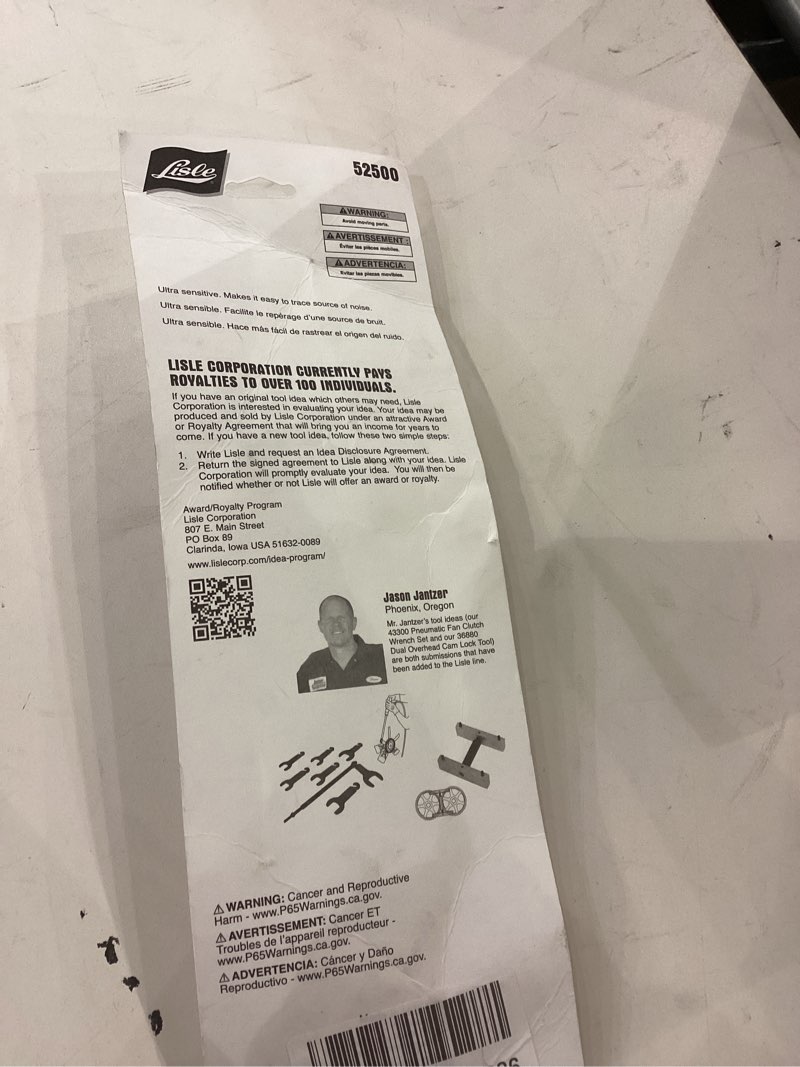 Lisle
52500
⚠WARNING:
Avoid moving parts.
⚠AVERTISSEMENT :
Éviter les pièces mobiles.
⚠ADVERTENCIA:
Evitar las piezas movibles.
Ultra sensitive. Makes it easy to trace source of noise.
Ultra sensible. Facilite le repérage d'une source de bruit.
Ultra sensible. Hace más fácil de rastrear el origen del ruido.
LISLE CORPORATION CURRENTLY PAYS
ROYALTIES TO OVER 100 INDIVIDUALS.
If you have an original tool idea which others may need, Lisle
Corporation is interested in evaluating your idea. Your idea may be
produced and sold by Lisle Corporation under an attractive Award
or Royalty Agreement that will bring you an income for years to
come. If you have a new tool idea, follow these two simple steps:
1. Write Lisle and request an Idea Disclosure Agreement.
2. Return the signed agreement to Lisle along with your idea. Lisle
Corporation will promptly evaluate your idea. You will then be
notified whether or not Lisle will offer an award or royalty.
Award/Royalty Program
Lisle Corporation
807 E. Main Street
PO Box 89
Clarinda, Iowa USA 51632-0089
www.lislecorp.com/idea-program/
Jason Jantzer
Phoenix, Oregon
Mr. Jantzer's tool ideas (our
43300 Pneumatic Fan Clutch
Wrench Set and our 36880
Dual Overhead Cam Lock Tool)
are both submissions that have
been added to the Lisle line.
⚠WARNING: Cancer and Reproductive
Harm - www.P65Warnings.ca.gov.
⚠AVERTISSEMENT: Cancer ET
Troubles de l'appareil reproducteur -
www.P65Warnings.ca.gov.
⚠ADVERTENCIA: Cáncer y Daño
Reproductivo - www.P65Warnings.ca.gov.